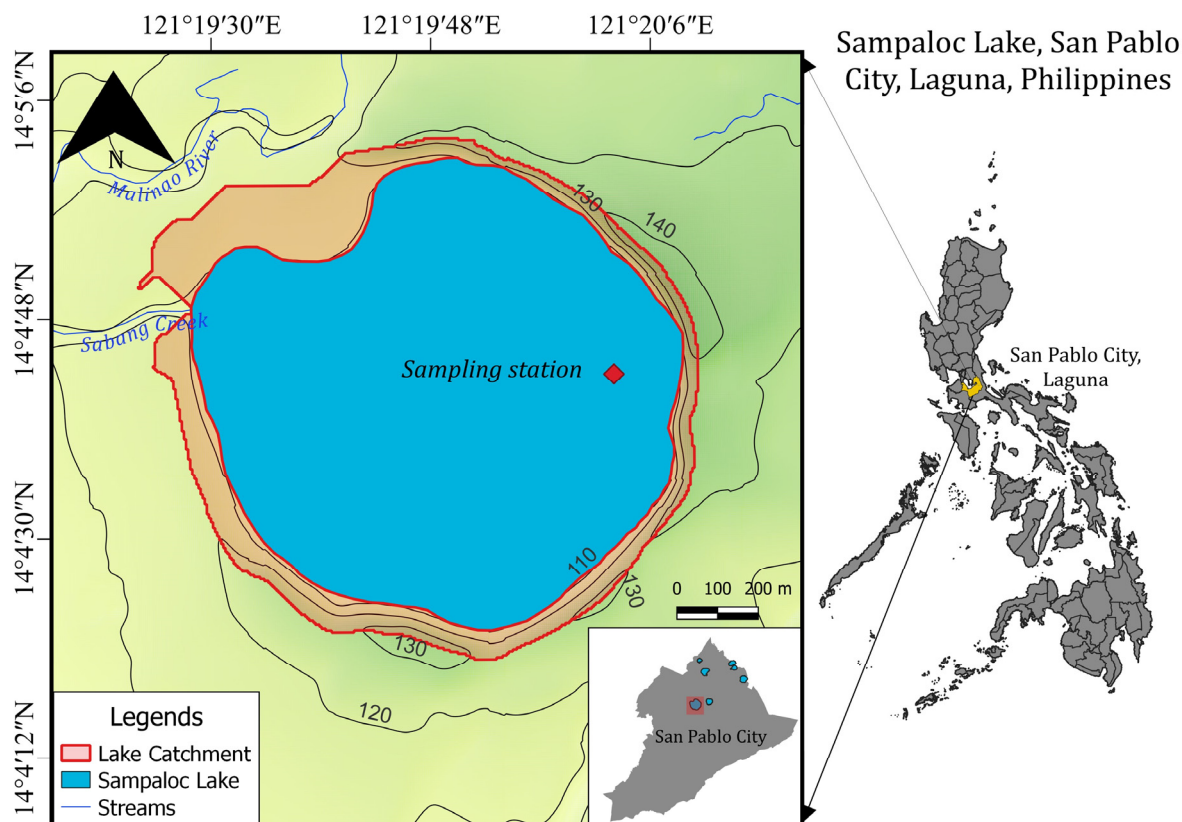 121°19′30″E 121°19′48″E 121°20′6″E
Sampaloc Lake, San Pablo
City, Laguna, Philippines
14°5′6″N
14°4′48″N
14°4′30″N
14°4′12″N
N
Mulinao River
130
140
Sabang Creek
Sampling station
San Pablo City,
Laguna
110
130
0 100 200 m
130
120
San Pablo City
Legends
Lake Catchment
Sampaloc Lake
Streams